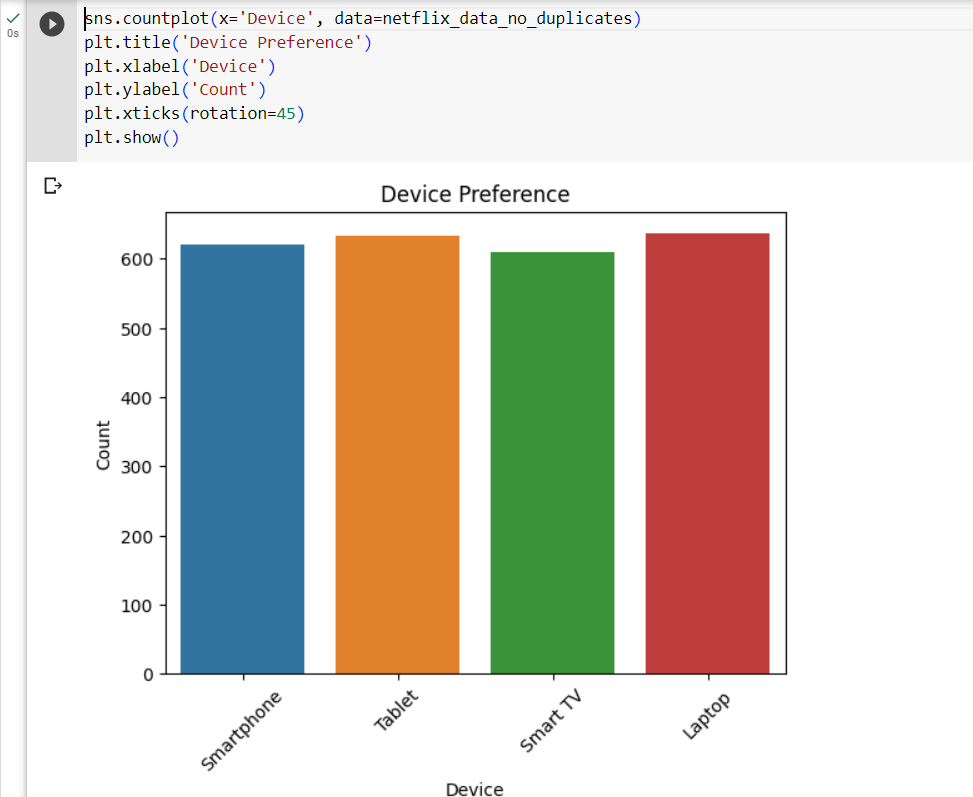 sns.countplot(x='Device', data=netflix_data_no_duplicates)
0s
plt.title('Device Preference')
plt.xlabel('Device')
plt.ylabel('Count')
plt.xticks(rotation=45)
plt.show()
Device Preference
600
500
400
300
200
100
0
Count
Smartphone
Tablet
Smart TV
Laptop
Device